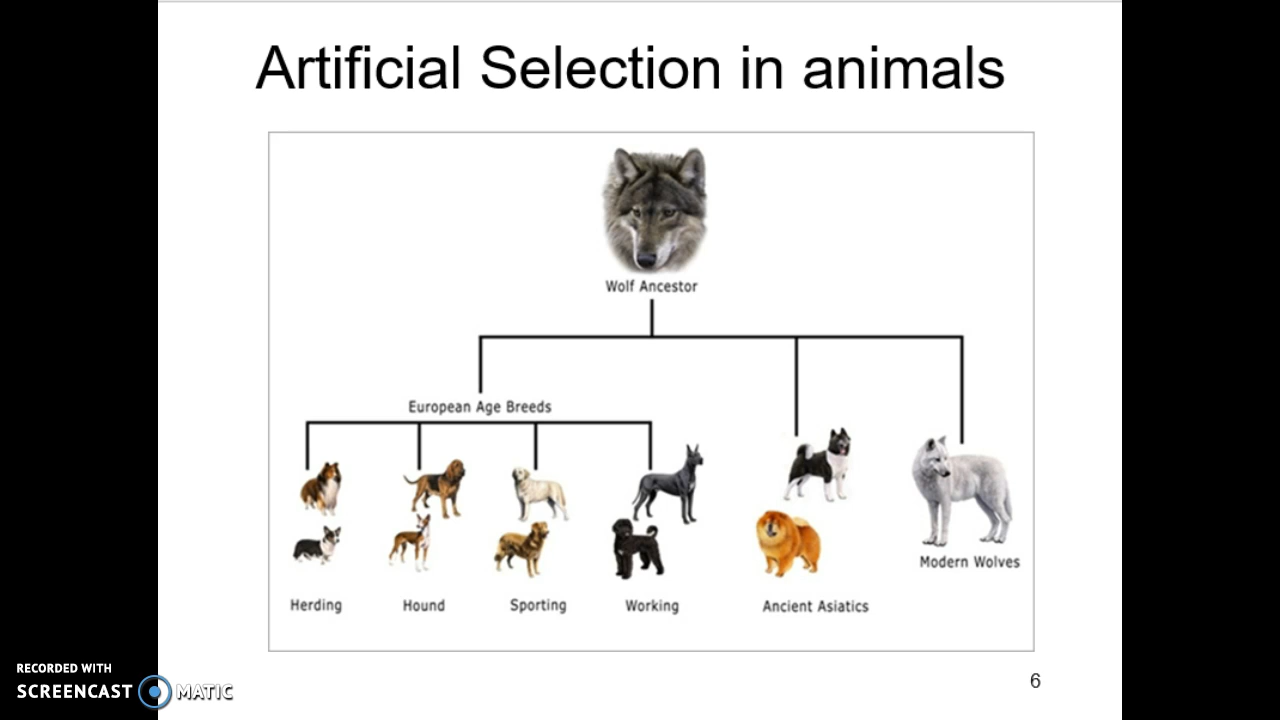 Artificial Selection in animals
Wolf Ancestor
European Age Breeds
Modern Wolves
Herding
Hound
Sporting
Working
Ancient Asiatics
6
RECORDED WITH
SCREENCAST MATIC